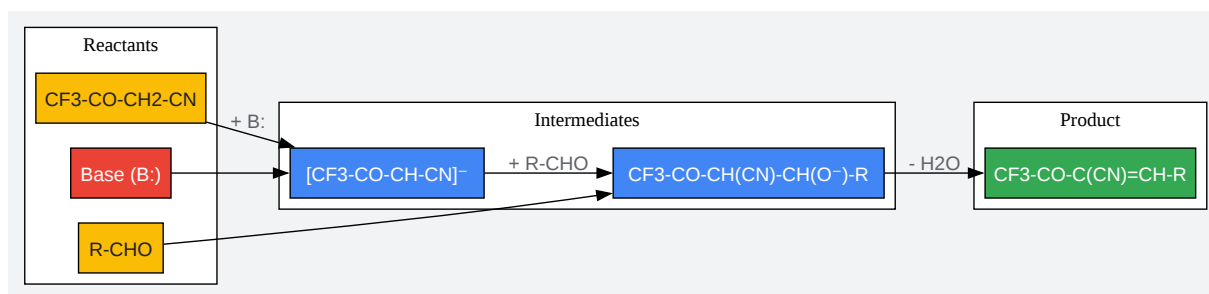 Reactants
CF3-CO-CH2-CN
Base (B:)
R-CHO
+ B:
Intermediates
[CF3-CO-CH-CN]⁻
+ R-CHO
CF3-CO-CH(CN)-CH(O⁻)-R
- H2O
Product
CF3-CO-C(CN)=CH-R